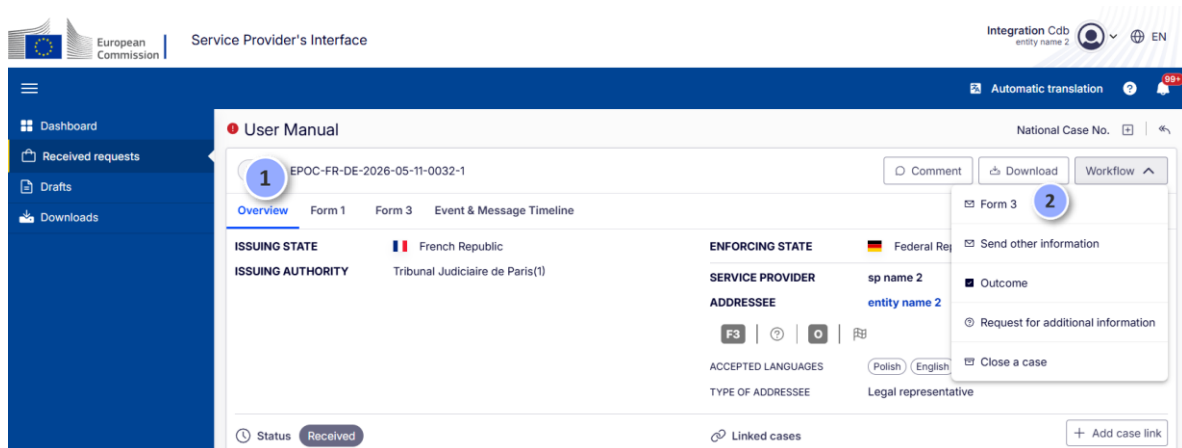 European
Commission
Service Provider's Interface
Integration Cdb
entity name 2
EN
Automatic translation
99+
Dashboard
Received requests
Drafts
Downloads
User Manual
National Case No.
1
EPOC-FR-DE-2026-05-11-0032-1
Comment
Download
Workflow
Overview
Form 1
Form 3
Event & Message Timeline
Form 3
2
Send other information
Outcome
Request for additional information
Close a case
ISSUING STATE
French Republic
ISSUING AUTHORITY
Tribunal Judiciaire de Paris(1)
ENFORCING STATE
Federal
SERVICE PROVIDER
sp name 2
ADDRESSEE
entity name 2
F3
O
ACCEPTED LANGUAGES
Polish
English
TYPE OF ADDRESSEE
Legal representative
Status
Received
Linked cases
+ Add case link